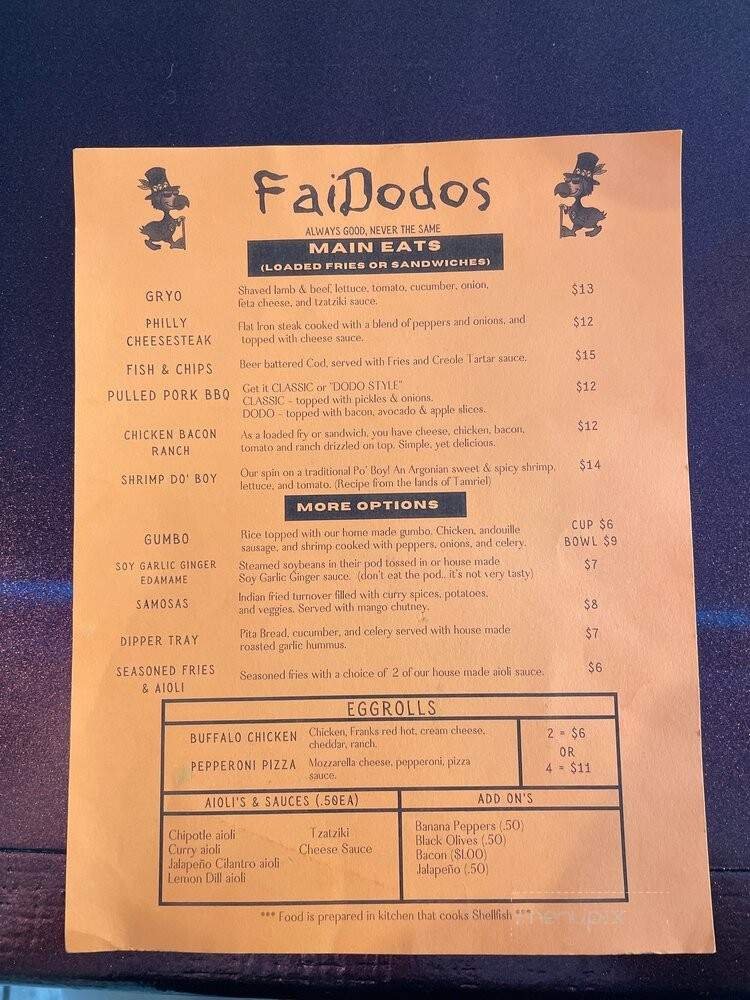 FaiDodos
ALWAYS GOOD, NEVER THE SAME
MAIN EATS
(LOADED FRIES OR SANDWICHES)
GRYO
Shaved lamb & beef, lettuce, tomato, cucumber, onion,
feta cheese, and tzatziki sauce.
$13
PHILLY
CHEESESTEAK
Flat Iron steak cooked with a blend of peppers and onions, and
topped with cheese sauce.
$12
FISH & CHIPS
Beer battered Cod, served with Fries and Creole Tartar sauce.
$15
PULLED PORK BBQ
Get it CLASSIC or "DODO STYLE"
CLASSIC - topped with pickles & onions.
DODO - topped with bacon, avocado & apple slices.
$12
CHICKEN BACON
RANCH
As a loaded fry or sandwich, you have cheese, chicken, bacon,
tomato and ranch drizzled on top. Simple, yet delicious.
$12
SHRIMP DO' BOY
Our spin on a traditional Po' Boy! An Argonian sweet & spicy shrimp,
lettuce, and tomato. (Recipe from the lands of Tamriel)
$14
MORE OPTIONS
GUMBO
Rice topped with our home made gumbo. Chicken, andouille
sausage, and shrimp cooked with peppers, onions, and celery.
CUP $6
BOWL $9
SOY GARLIC GINGER
EDAMAME
Steamed soybeans in their pod tossed in or house made
Soy Garlic Ginger sauce. (don't eat the pod.. it's not very tasty)
$7
SAMOSAS
Indian fried turnover filled with curry spices, potatoes,
and veggies. Served with mango chutney.
$8
DIPPER TRAY
Pita Bread, cucumber, and celery served with house made
roasted garlic hummus.
$7
SEASONED FRIES
& AIOLI
Seasoned fries with a choice of 2 of our house made aioli sauce.
$6
EGGROLLS
BUFFALO CHICKEN
Chicken, Franks red hot, cream cheese,
cheddar, ranch.
PEPPERONI PIZZA
Mozzarella cheese, pepperoni, pizza
sauce.
2 = $6
OR
4 = $11
AIOLI'S & SAUCES (.50EA)
Chipotle aioli
Curry aioli
Jalapeño Cilantro aioli
Lemon Dill aioli
Tzatziki
Cheese Sauce
ADD ON'S
Banana Peppers (.50)
Black Olives (.50)
Bacon ($1.00)
Jalapeño (.50)
*** Food is prepared in kitchen that cooks Shellfish ***
menupix